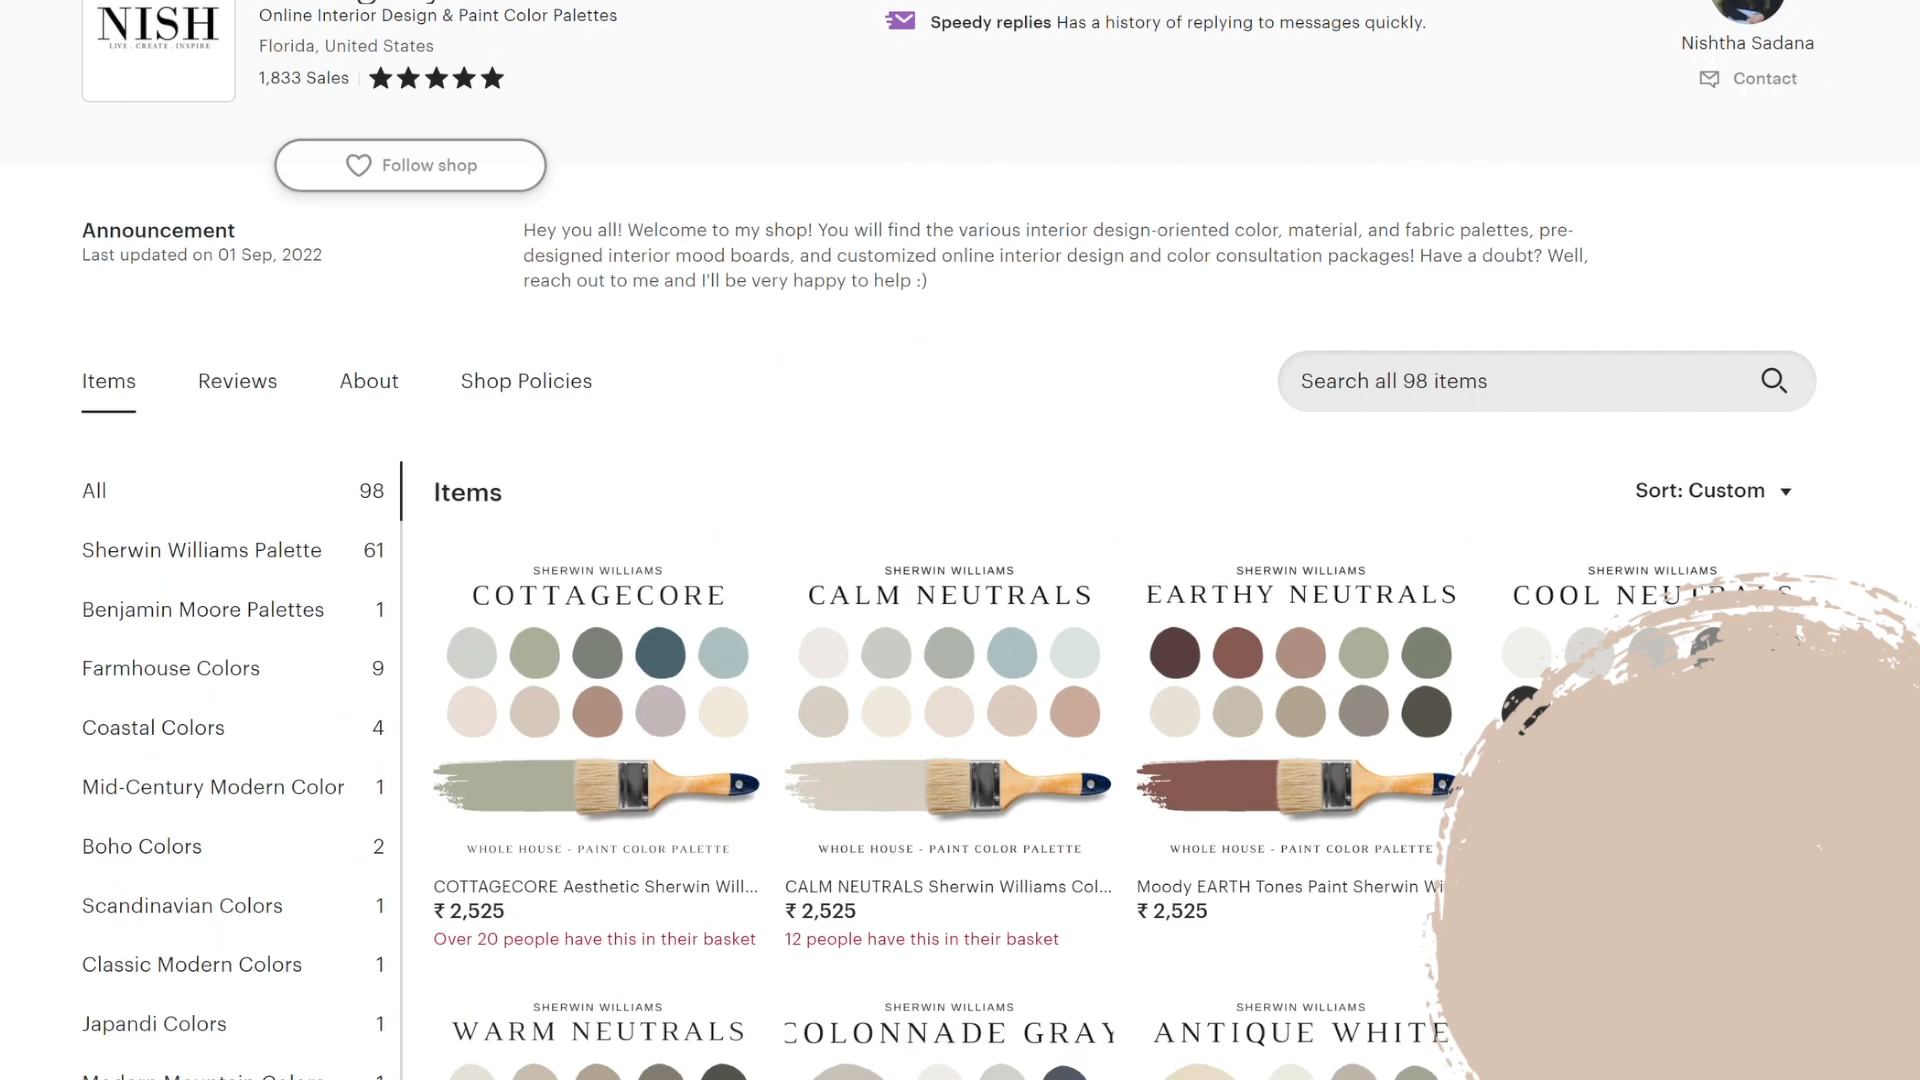 NISH
LIVE . CREATE . INSPIRE
Online Interior Design & Paint Color Palettes
Florida, United States
1,833 Sales
Speedy replies Has a history of replying to messages quickly.
Nishtha Sadana
Contact
Follow shop
Announcement
Last updated on 01 Sep, 2022
Hey you all! Welcome to my shop! You will find the various interior design-oriented color, material, and fabric palettes, pre-
designed interior mood boards, and customized online interior design and color consultation packages! Have a doubt? Well,
reach out to me and I'll be very happy to help :)
Items
Reviews
About
Shop Policies
Search all 98 items
All 98
Sherwin Williams Palette 61
Benjamin Moore Palettes 1
Farmhouse Colors 9
Coastal Colors 4
Mid-Century Modern Color 1
Boho Colors 2
Scandinavian Colors 1
Classic Modern Colors 1
Japandi Colors 1
Items
Sort: Custom
SHERWIN WILLIAMS
COTTAGECORE
WHOLE HOUSE - PAINT COLOR PALETTE
COTTAGECORE Aesthetic Sherwin Will...
₹ 2,525
Over 20 people have this in their basket
SHERWIN WILLIAMS
CALM NEUTRALS
WHOLE HOUSE - PAINT COLOR PALETTE
CALM NEUTRALS Sherwin Williams Col...
₹ 2,525
12 people have this in their basket
SHERWIN WILLIAMS
EARTHY NEUTRALS
WHOLE HOUSE - PAINT COLOR PALETTE
Moody EARTH Tones Paint Sherwin Wi
₹ 2,525
SHERWIN WILLIAMS
COOL NEUTRALS
SHERWIN WILLIAMS
WARM NEUTRALS
SHERWIN WILLIAMS
COLONNADE GRAY
SHERWIN WILLIAMS
ANTIQUE WHITE